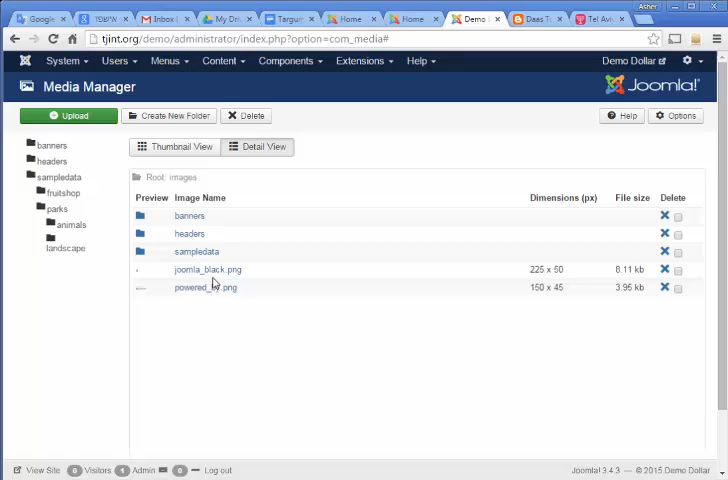 Asher
Google
אישפסי
Inbox (
My Driv
Targum
Home
Home
Demo D
Daas T
Tel Aviv
tjint.org/demo/administrator/index.php?option=com_media#
System Users Menus Content Components Extensions Help Demo Dollar
Media Manager Joomla!
Upload Create New Folder Delete Help Options
banners
headers
sampledata
fruitshop
parks
animals
landscape
Thumbnail View Detail View
Root: images
Preview Image Name Dimensions (px) File size Delete
banners
headers
sampledata
joomla_black.png 225 x 50 8.11 kb
powered_by.png 150 x 45 3.95 kb
View Site 0 Visitors 1 Admin 0 Log out Joomla! 3.4.3 — © 2015 Demo Dollar